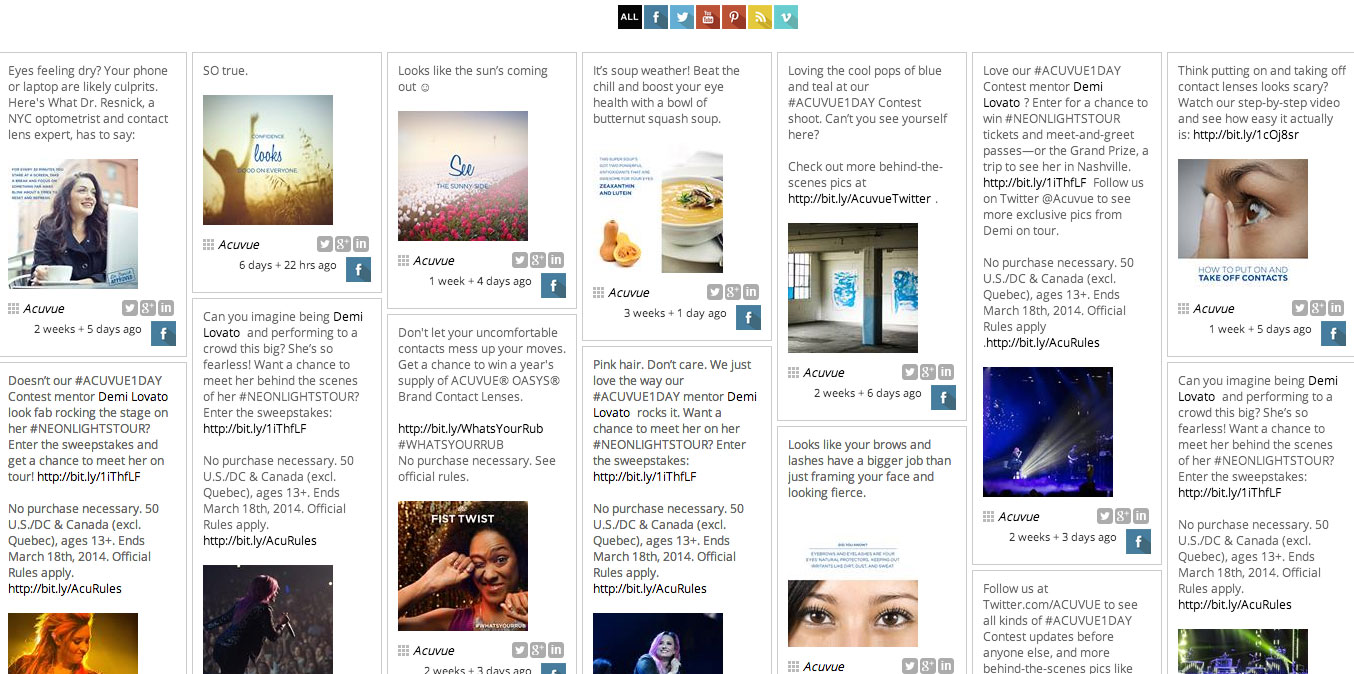 ALL
You
Tube
Eyes feeling dry? Your phone
or laptop are likely culprits.
Here's What Dr. Resnick, a
NYC optometrist and contact
lens expert, has to say:
FOR EVERY 20 MINUTES YOU
STARE AT A SCREEN, TAKE
A BREAK AND FOCUS ON
SOMETHING FAR AWAY.
RESET AND REFRESH.
APPROVED
Acuvue
2 weeks + 5 days ago
Doesn’t our #ACUVUE1DAY
Contest mentor Demi Lovato
look fab rocking the stage on
her #NEONLIGHTSTOUR?
Enter the sweepstakes and
get a chance to meet her on
tour! http://bit.ly/1iThfLF
No purchase necessary. 50
U.S./DC & Canada (excl.
Quebec), ages 13+. Ends
March 18th, 2014. Official
Rules apply.
http://bit.ly/AcuRules
SO true.
CONFIDENCE
looks
GOOD ON EVERYONE.
Acuvue
6 days + 22 hrs ago
Can you imagine being Demi
Lovato and performing to a
crowd this big? She’s so
fearless! Want a chance to
meet her behind the scenes
of her #NEONLIGHTSTOUR?
Enter the sweepstakes:
http://bit.ly/1iThfLF
No purchase necessary. 50
U.S./DC & Canada (excl.
Quebec), ages 13+. Ends
March 18th, 2014. Official
Rules apply.
http://bit.ly/AcuRules
Looks like the sun’s coming
out ☺
See
THE SUNNY SIDE.
Acuvue
1 week + 4 days ago
Don't let your uncomfortable
contacts mess up your moves.
Get a chance to win a year's
supply of ACUVUE® OASYS®
Brand Contact Lenses.
http://bit.ly/WhatsYourRub
#WHATSYOURRUB
No purchase necessary. See
official rules.
the
FIST TWIST
#WHATSYOURRUB
Acuvue
2 weeks + 3 days ago
It’s soup weather! Beat the
chill and boost your eye
health with a bowl of
butternut squash soup.
THIS SUPER SOUP'S
GOT TWO POWERFUL
ANTIOXIDANTS THAT ARE
AWESOME FOR YOUR EYES
ZEAXANTHIN
AND LUTEIN
Acuvue
3 weeks + 1 day ago
Pink hair. Don’t care. We just
love the way our
#ACUVUE1DAY mentor Demi
Lovato rocks it. Want a
chance to meet her on her
#NEONLIGHTSTOUR? Enter
the sweepstakes:
http://bit.ly/1iThfLF
No purchase necessary. 50
U.S./DC & Canada (excl.
Quebec), ages 13+. Ends
March 18th, 2014. Official
Rules apply.
http://bit.ly/AcuRules
Loving the cool pops of blue
and teal at our
#ACUVUE1DAY Contest
shoot. Can’t you see yourself
here?
Check out more behind-the-
scenes pics at
http://bit.ly/AcuvueTwitter .
Acuvue
2 weeks + 6 days ago
Looks like your brows and
lashes have a bigger job than
just framing your face and
looking fierce.
DID YOU KNOW?
EYEBROWS AND EYELASHES ARE YOUR
EYES' NATURAL PROTECTORS, KEEPING OUT
IRRITANTS LIKE DIRT, DUST, AND SWEAT
Acuvue
Love our #ACUVUE1DAY
Contest mentor Demi
Lovato ? Enter for a chance to
win #NEONLIGHTSTOUR
tickets and meet-and-greet
passes—or the Grand Prize, a
trip to see her in Nashville.
http://bit.ly/1iThfLF Follow us
on Twitter @Acuvue to see
more exclusive pics from
Demi on tour.
No purchase necessary. 50
U.S./DC & Canada (excl.
Quebec), ages 13+. Ends
March 18th, 2014. Official
Rules apply
.http://bit.ly/AcuRules
Acuvue
2 weeks + 3 days ago
Follow us at
Twitter.com/ACUVUE to see
all kinds of #ACUVUE1DAY
Contest updates before
anyone else, and more
behind-the-scenes pics like
Think putting on and taking off
contact lenses looks scary?
Watch our step-by-step video
and see how easy it actually
is: http://bit.ly/1cOj8sr
HOW TO PUT ON AND
TAKE OFF CONTACTS
Acuvue
1 week + 5 days ago
Can you imagine being Demi
Lovato and performing to a
crowd this big? She’s so
fearless! Want a chance to
meet her behind the scenes
of her #NEONLIGHTSTOUR?
Enter the sweepstakes:
http://bit.ly/1iThfLF
No purchase necessary. 50
U.S./DC & Canada (excl.
Quebec), ages 13+. Ends
March 18th, 2014. Official
Rules apply.
http://bit.ly/AcuRules